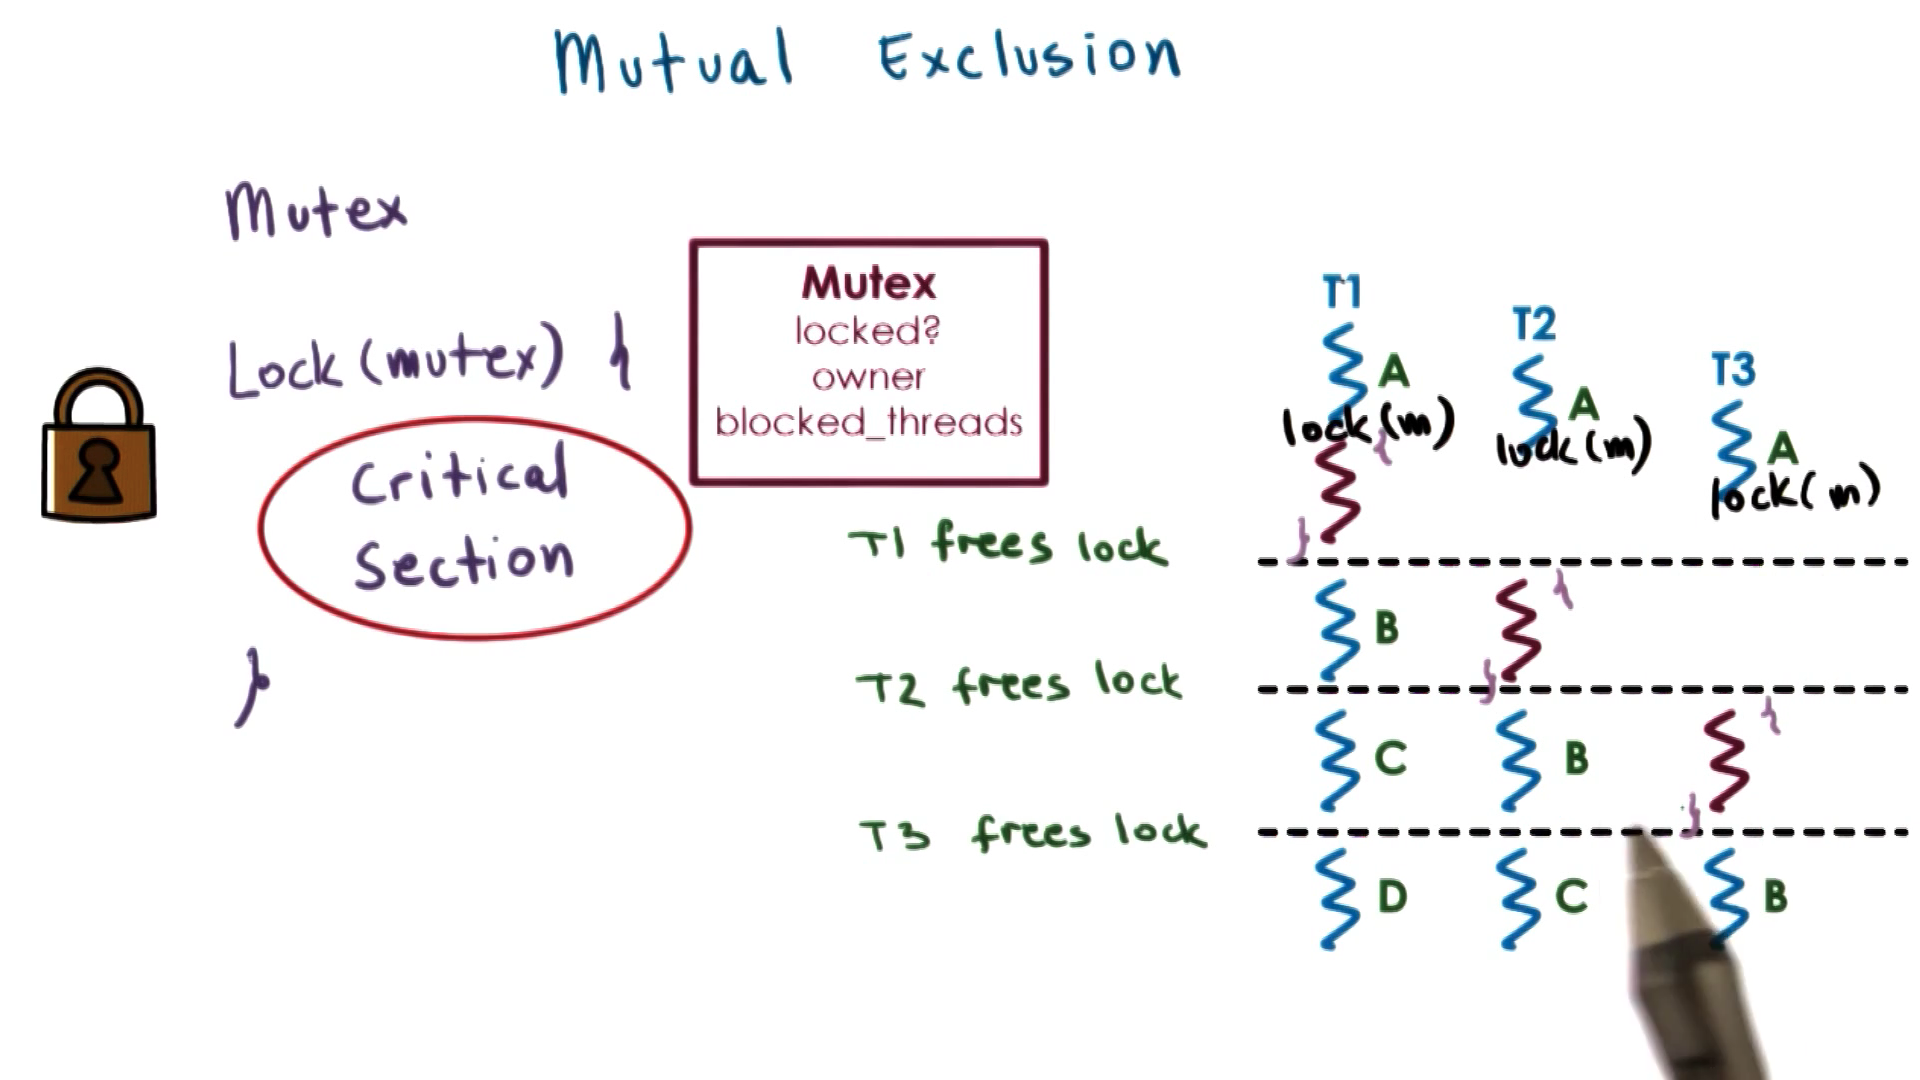 Mutual Exclusion
Mutex
Lock (mutex) {
Critical
Section
}
Mutex
locked?
owner
blocked_threads
T1
T2
T3
A
A
A
lock(m) {
lock(m)
lock(m)
}
T1 frees lock
B
{
}
T2 frees lock
C
B
{
}
T3 frees lock
D
C
B